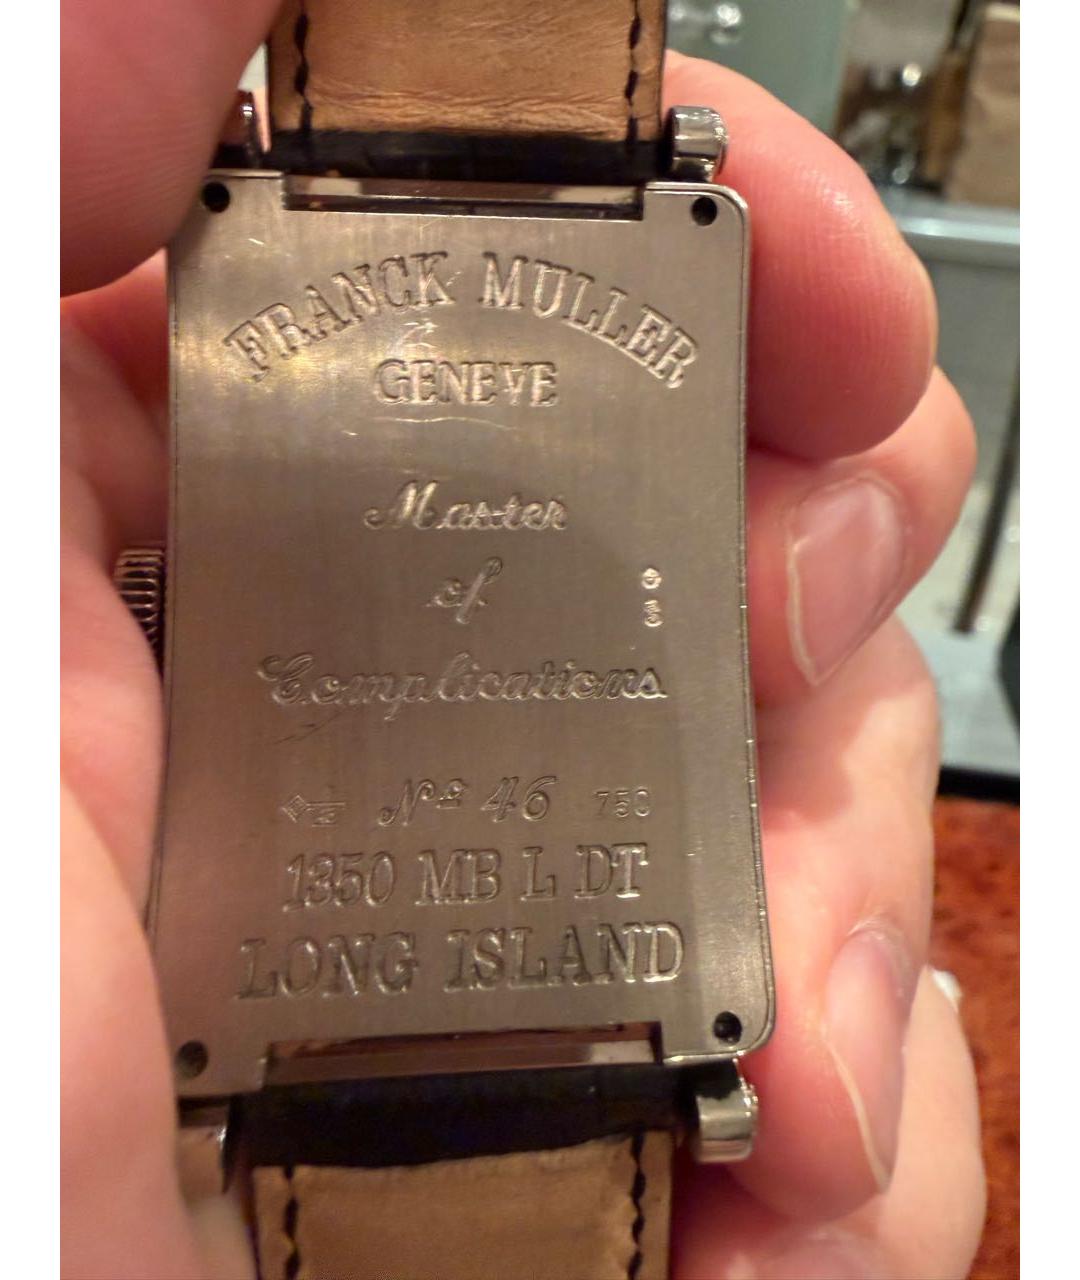 FRANCK MULLER
GENEVE
Master
of
Complications
Nº 46 750
1350 MB L DT
LONG ISLAND